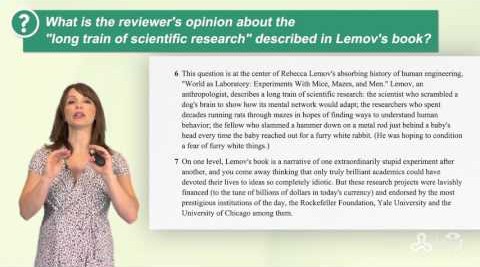 ?
What is the reviewer's opinion about the
"long train of scientific research" described in Lemov's book?
6 This question is at the center of Rebecca Lemov's absorbing history of human engineering,
"World as Laboratory: Experiments With Mice, Mazes, and Men." Lemov, an
anthropologist, describes a long train of scientific research: the scientist who scrambled a
dog's brain to show how its mental network would adapt; the researchers who spent
decades running rats through mazes in hopes of finding ways to understand human
behavior; the fellow who slammed a hammer down on a metal rod just behind a baby's
head every time the baby reached out for a furry white rabbit. (He was hoping to condition
a fear of furry white things.)
7 On one level, Lemov's book is a narrative of one extraordinarily stupid experiment after
another, and you come away thinking that only truly brilliant academics could have
devoted their lives to ideas so completely idiotic. But these research projects were lavishly
financed (to the tune of billions of dollars in today's currency) and endorsed by the most
prestigious institutions of the day, the Rockefeller Foundation, Yale University and the
University of Chicago among them.